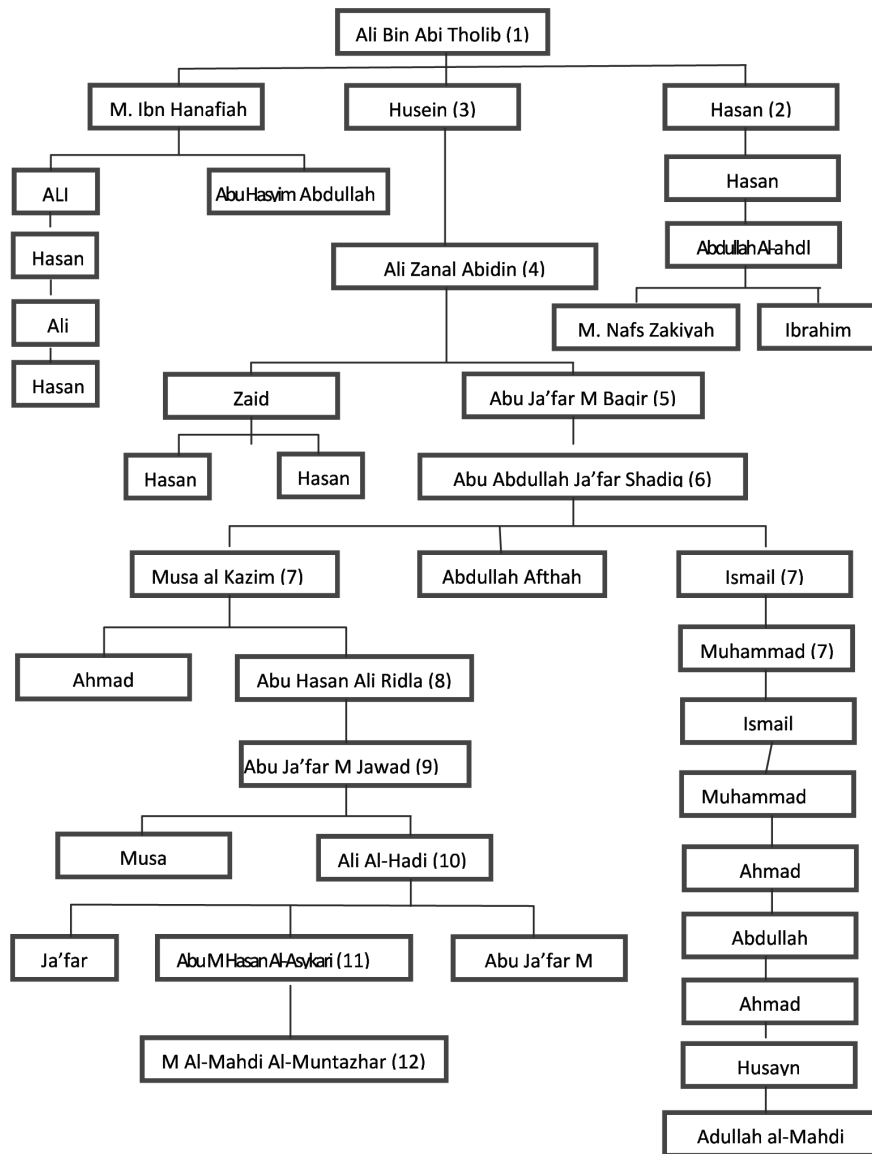 Ali Bin Abi Tholib (1)
M. Ibn Hanafiah
Husein (3)
Hasan (2)
ALI
Abu Hasyim Abdullah
Hasan
Hasan
Abdullah Al-ahdl
Ali Zanal Abidin (4)
Ali
M. Nafs Zakiyah
Ibrahim
Hasan
Zaid
Abu Ja’far M Baqir (5)
Hasan
Hasan
Abu Abdullah Ja’far Shadiq (6)
Musa al Kazim (7)
Abdullah Afthah
Ismail (7)
Muhammad (7)
Ahmad
Abu Hasan Ali Ridla (8)
Ismail
Abu Ja’far M Jawad (9)
Muhammad
Musa
Ali Al-Hadi (10)
Ahmad
Ja’far
Abu M Hasan Al-Asykari (11)
Abu Ja’far M
Abdullah
Ahmad
M Al-Mahdi Al-Muntazhar (12)
Husayn
Adullah al-Mahdi